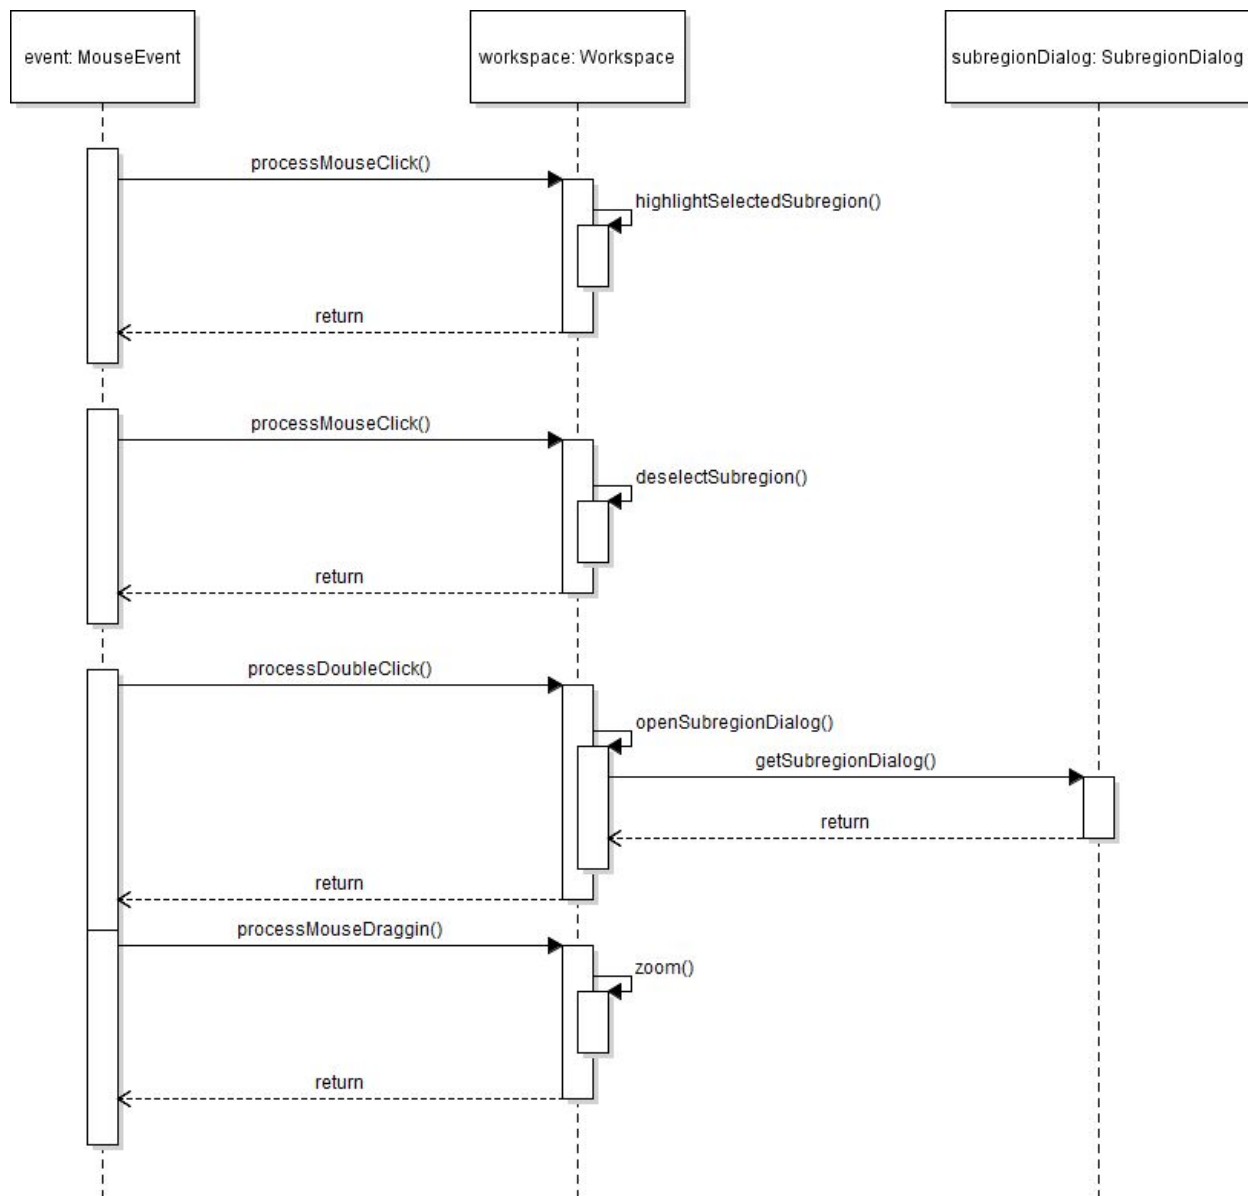 event: MouseEvent
workspace: Workspace
subregionDialog: SubregionDialog
processMouseClick()
highlightSelectedSubregion()
return
processMouseClick()
deselectSubregion()
return
processDoubleClick()
openSubregionDialog()
getSubregionDialog()
return
return
processMouseDraggin()
zoom()
return